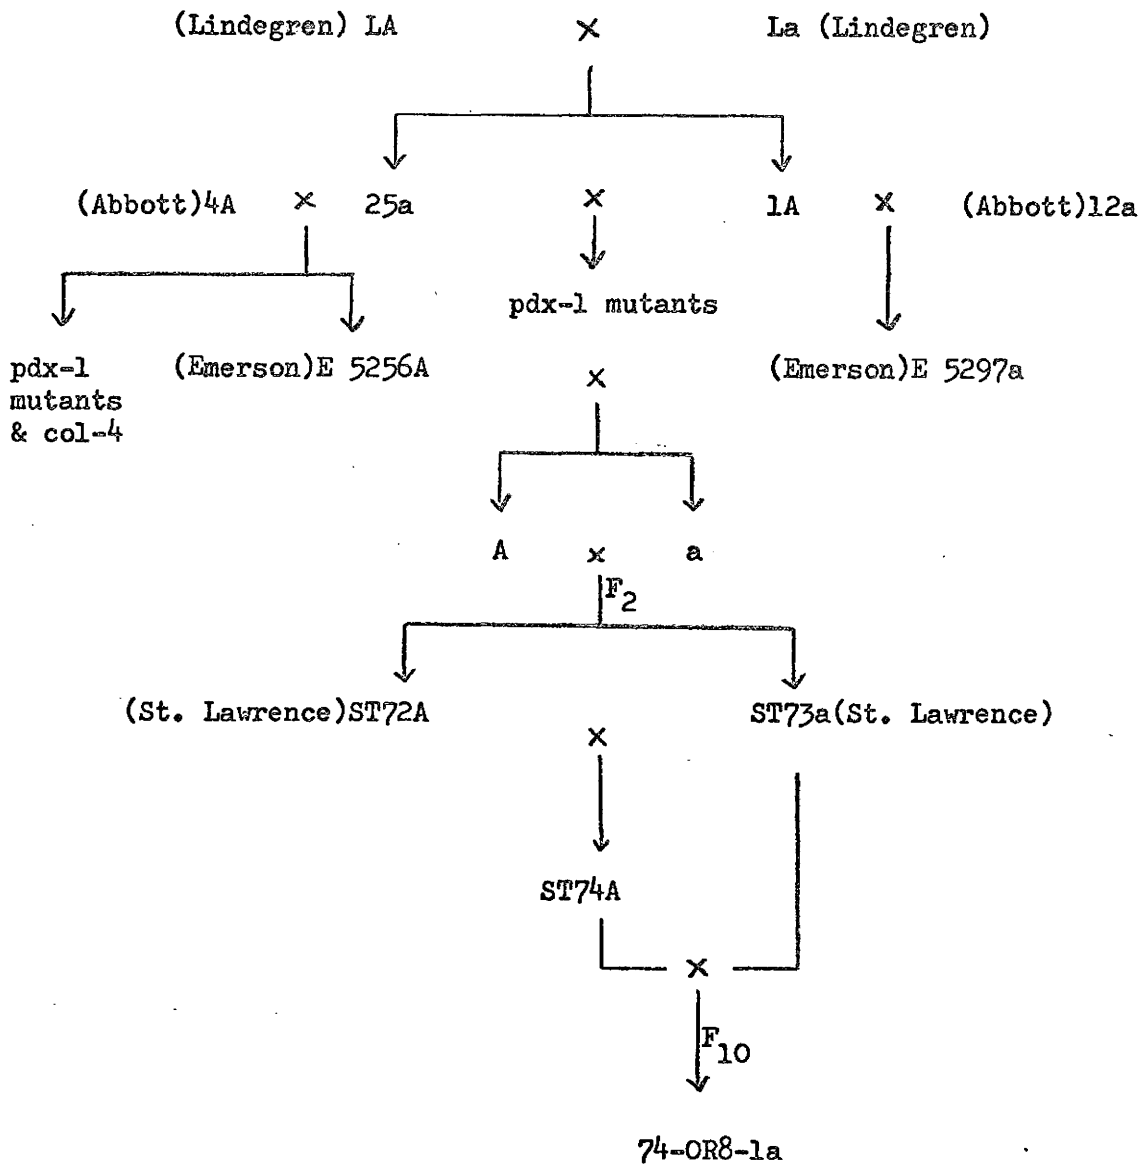 (Lindegren) LA × La (Lindegren)
(Abbott)4A × 25a × 1A × (Abbott)12a
pdx-1 mutants
pdx-1 (Emerson)E 5256A × (Emerson)E 5297a
mutants
& col-4
A × a
F2
(St. Lawrence)ST72A × ST73a(St. Lawrence)
ST74A
×
F10
74-OR8-1a